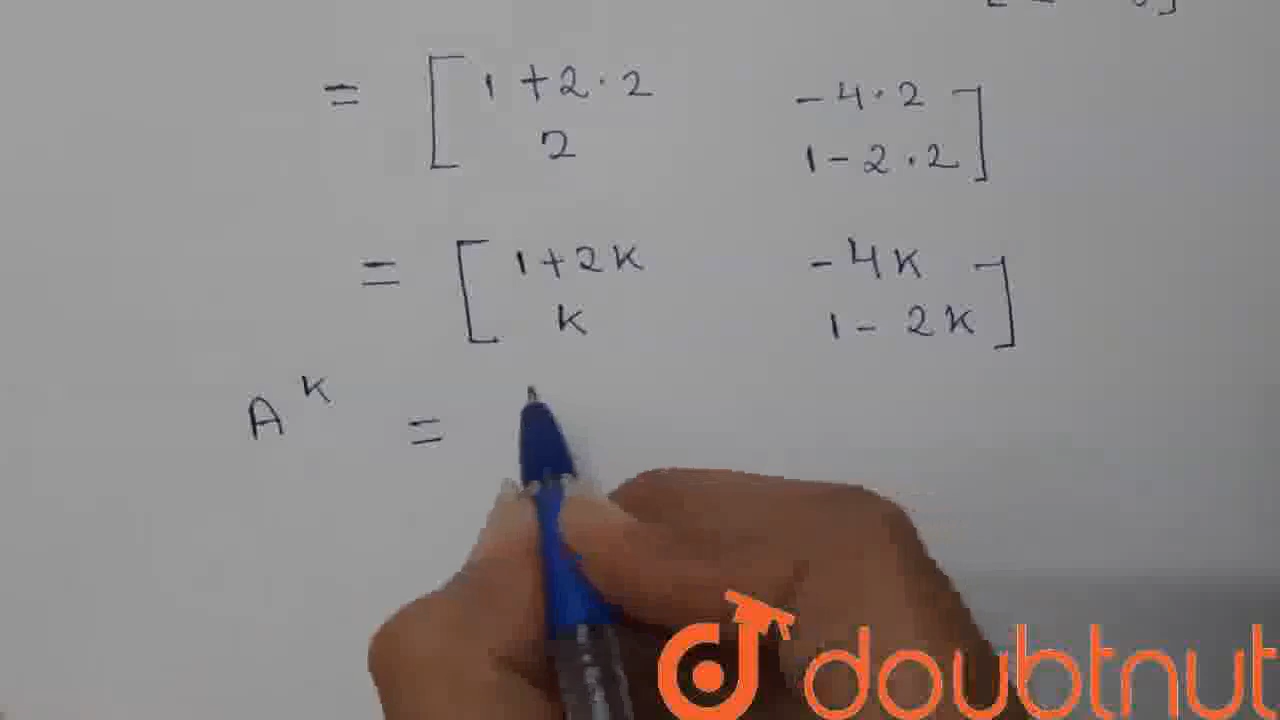 = [ 1 + 2 · 2    - 4 · 2 ]
2    1 - 2 · 2
= [ 1 + 2k    - 4k ]
k    1 - 2k
A^k =
doubtnut